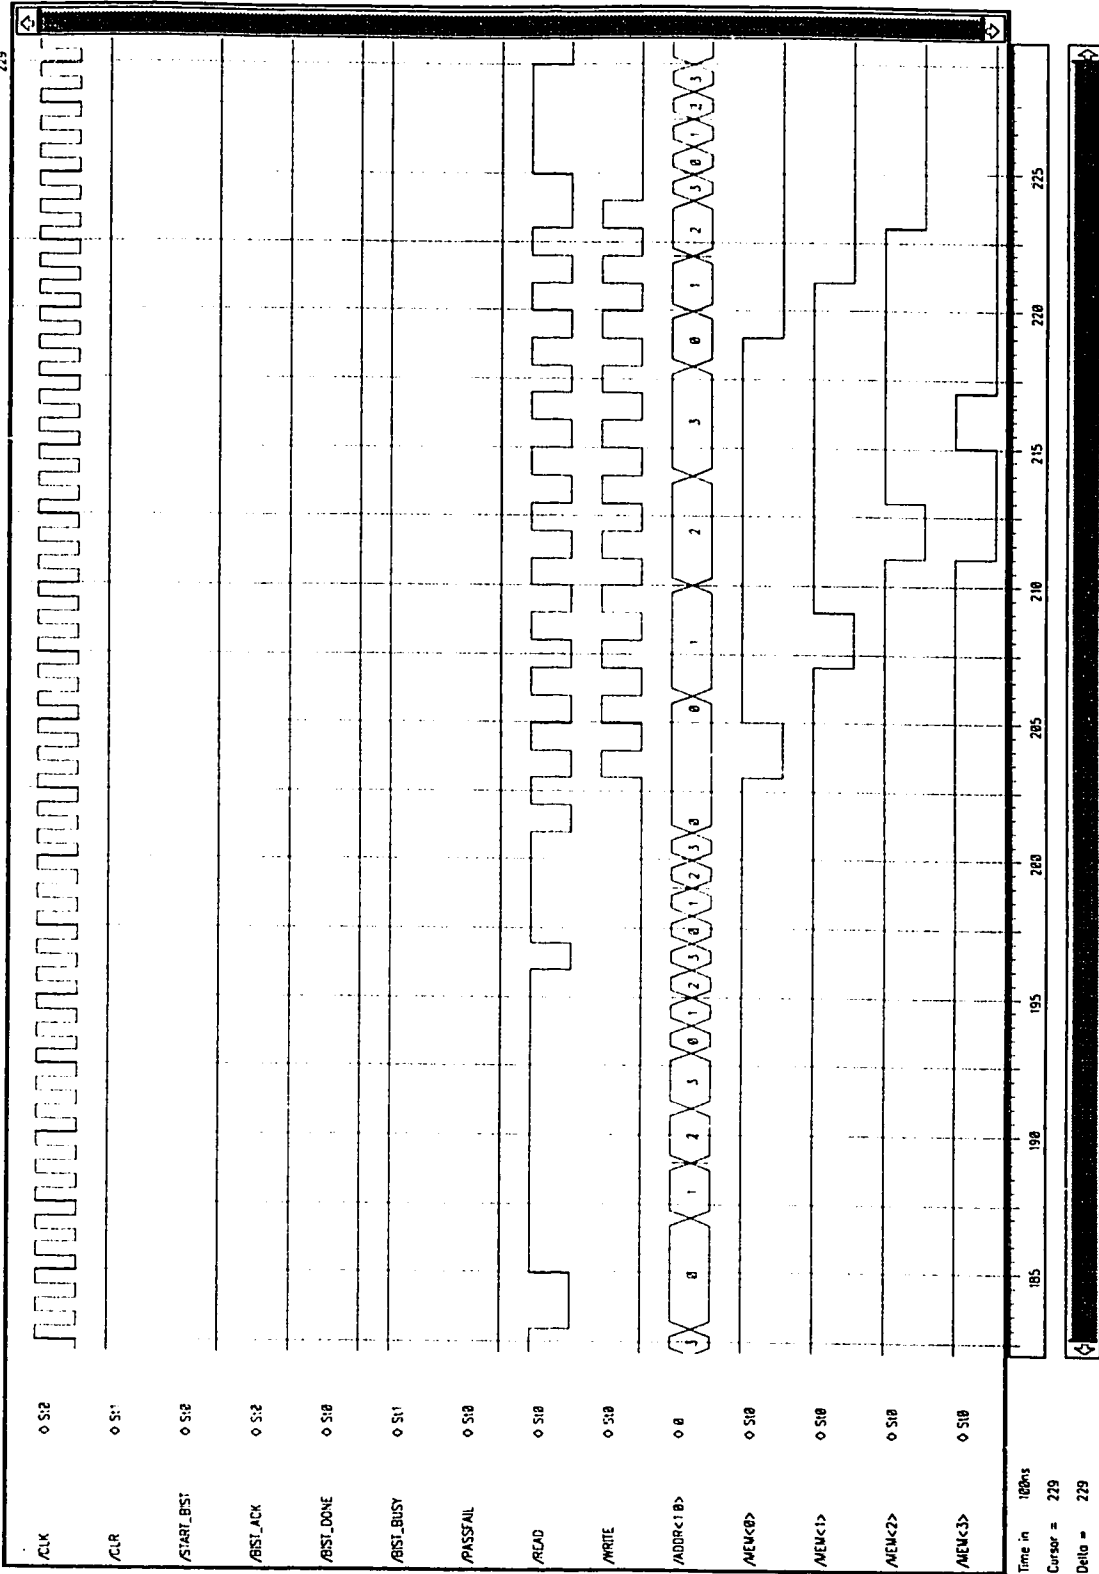 229
/CLK ◇ St0
/CLR ◇ St1
/START_BIST ◇ St0
/BIST_ACK ◇ St0
/BIST_DONE ◇ St0
/BIST_BUSY ◇ St1
/PASSFAIL ◇ St0
/READ ◇ St0
/WRITE ◇ St0
/ADDR<1 0> ◇ 0 3 0 1 2 3 0 1 2 3 0 1 2 3 0 0 1 2 3 0 1 2 3 0 1 2 3
/MEM<0> ◇ St0
/MEM<1> ◇ St0
/MEM<2> ◇ St0
/MEM<3> ◇ St0
185 190 195 200 205 210 215 220 225
Time in 100ns
Cursor = 229
Delta = 229